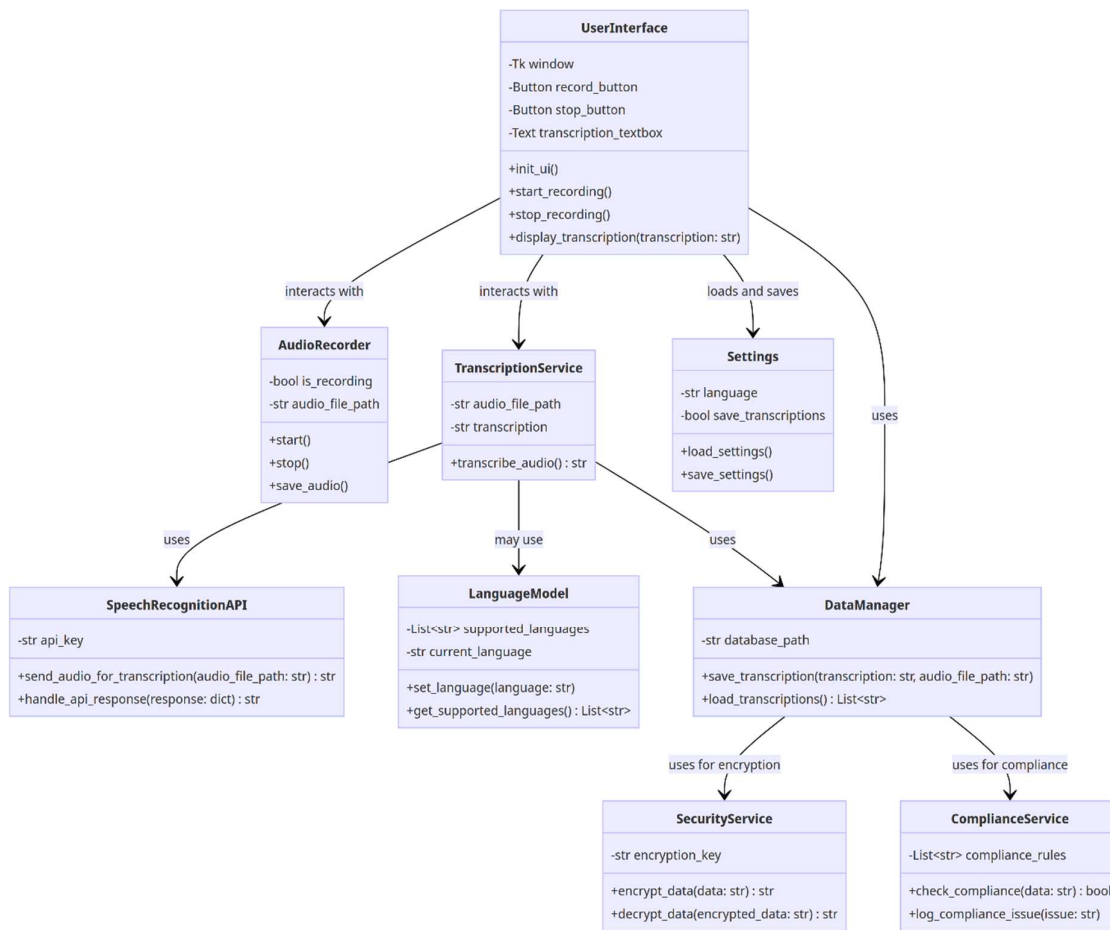 UserInterface
-Tk window
-Button record_button
-Button stop_button
-Text transcription_textbox
+init_ui()
+start_recording()
+stop_recording()
+display_transcription(transcription: str)
interacts with
interacts with
loads and saves
uses
AudioRecorder
-bool is_recording
-str audio_file_path
+start()
+stop()
+save_audio()
TranscriptionService
-str audio_file_path
-str transcription
+transcribe_audio() : str
Settings
-str language
-bool save_transcriptions
+load_settings()
+save_settings()
uses
may use
uses
SpeechRecognitionAPI
-str api_key
+send_audio_for_transcription(audio_file_path: str) : str
+handle_api_response(response: dict) : str
LanguageModel
-List<str> supported_languages
-str current_language
+set_language(language: str)
+get_supported_languages() : List<str>
DataManager
-str database_path
+save_transcription(transcription: str, audio_file_path: str)
+load_transcriptions() : List<str>
uses for encryption
uses for compliance
SecurityService
-str encryption_key
+encrypt_data(data: str) : str
+decrypt_data(encrypted_data: str) : str
ComplianceService
-List<str> compliance_rules
+check_compliance(data: str) : bool
+log_compliance_issue(issue: str)